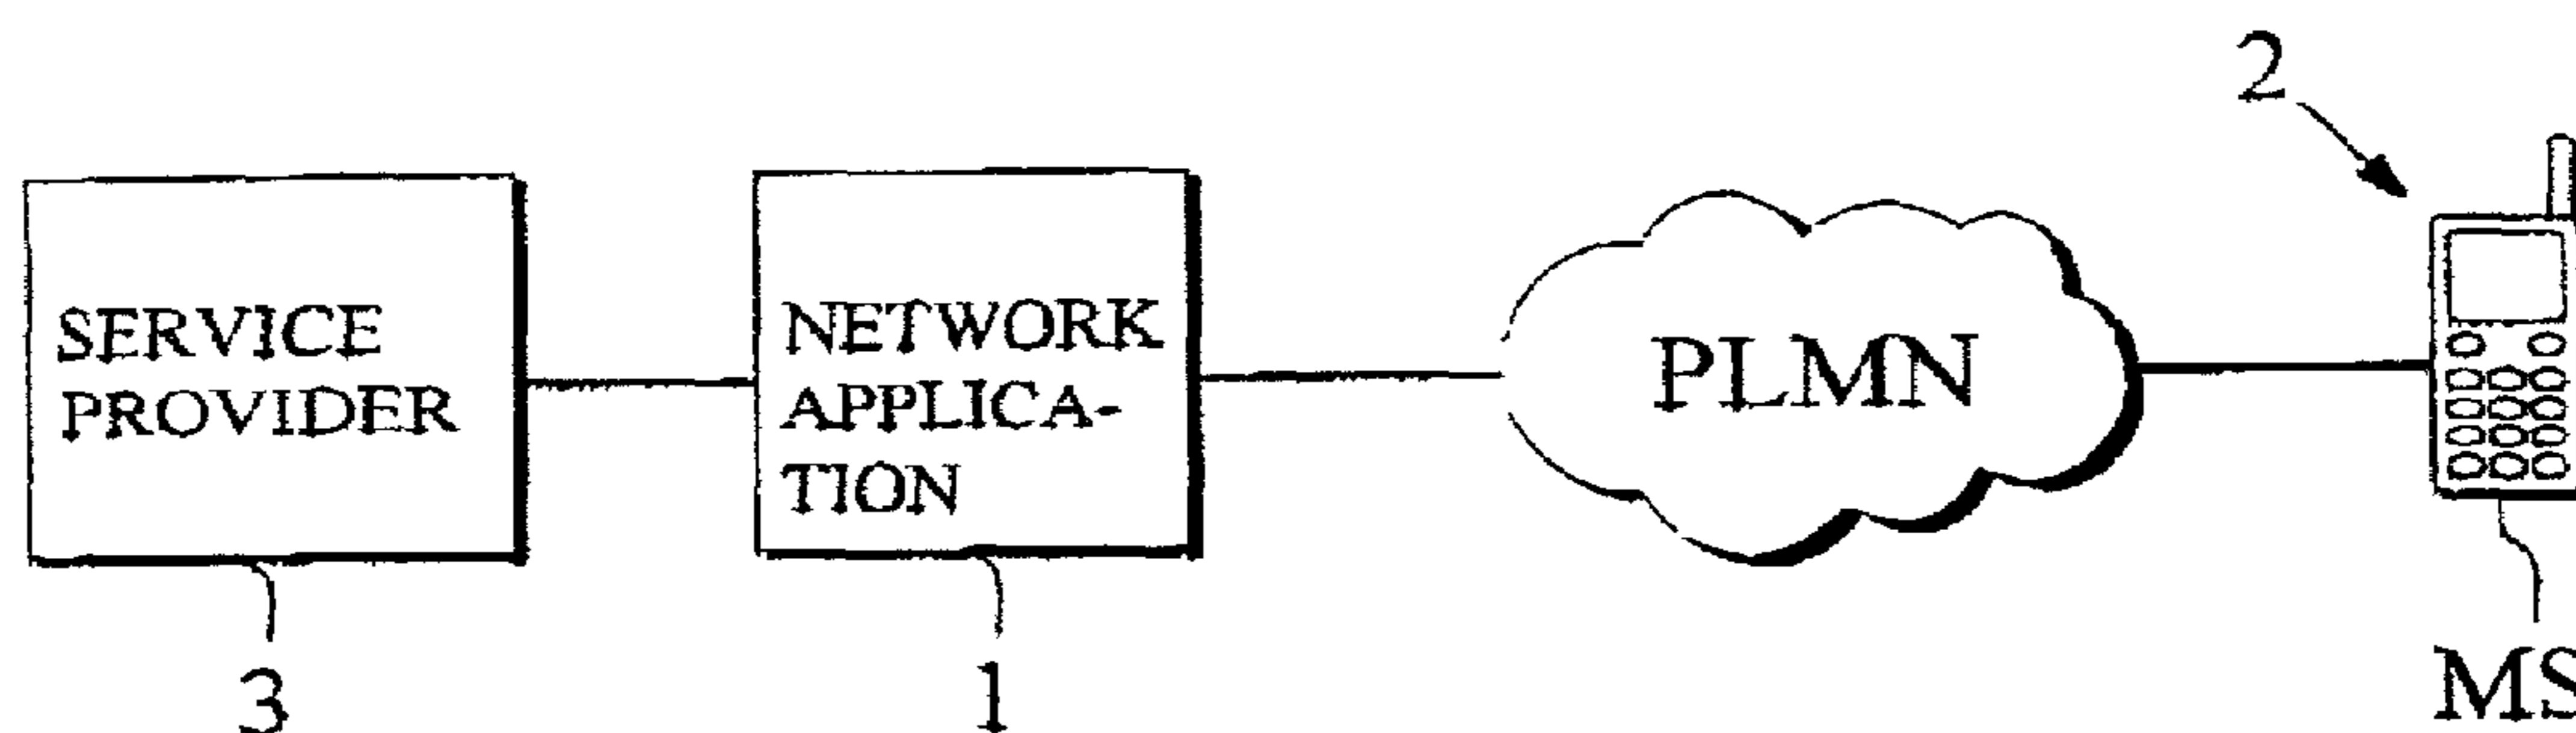 2
SERVICE
PROVIDER
NETWORK
APPLICA-
TION
PLMN
3
1
MS